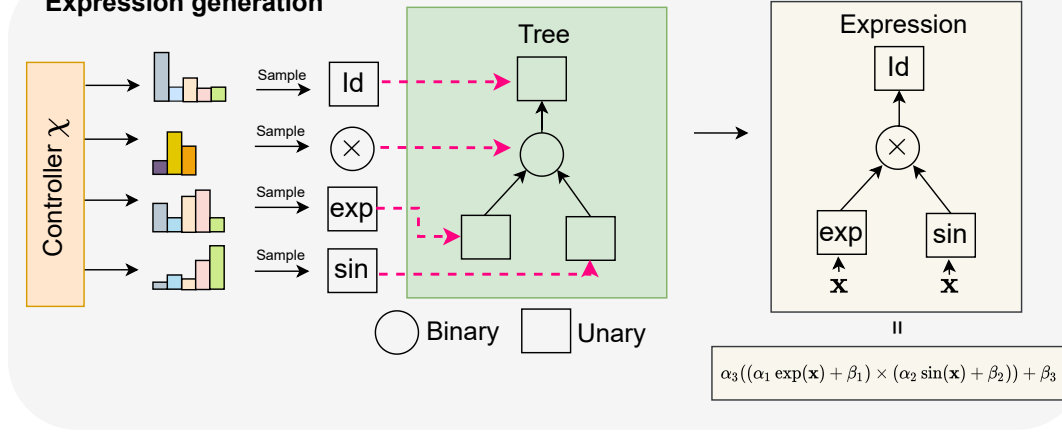 Expression generation
Controller χ
Sample
Id
Sample
×
Sample
exp
Sample
sin
Tree
Binary
Unary
Expression
Id
×
exp
sin
x
x
=
α₃((α₁ exp(x) + β₁) × (α₂ sin(x) + β₂)) + β₃